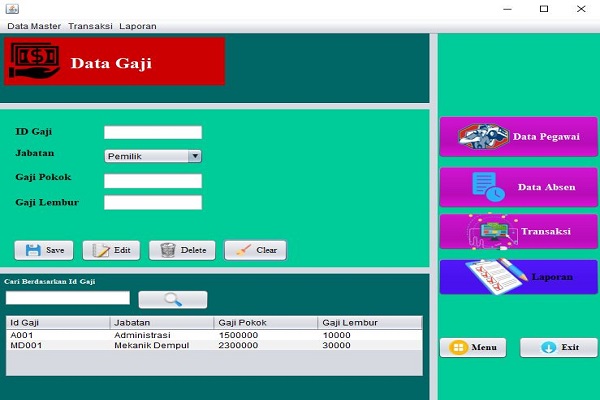 Data Master Transaksi Laporan
Data Gaji
ID Gaji
Jabatan Pemilik
Gaji Pokok
Gaji Lembur
Save Edit Delete Clear
Cari Berdasarkan Id Gaji
Id Gaji Jabatan Gaji Pokok Gaji Lembur
A001 Administrasi 1500000 10000
MD001 Mekanik Dempul 2300000 30000
Data Pegawai
Data Absen
Transaksi
Laporan
Menu Exit